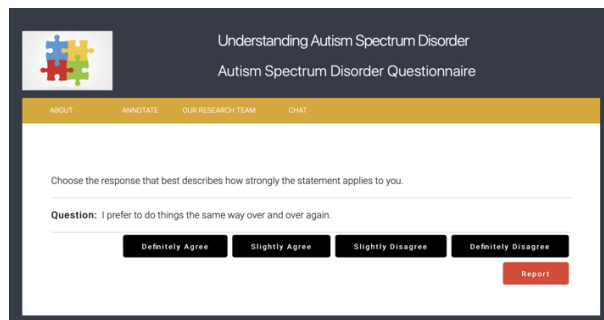 Understanding Autism Spectrum Disorder
Autism Spectrum Disorder Questionnaire
ABOUT ANNOTATE OUR RESEARCH TEAM CHAT
Choose the response that best describes how strongly the statement applies to you.
Question: I prefer to do things the same way over and over again.
Definitely Agree Slightly Agree Slightly Disagree Definitely Disagree
Report